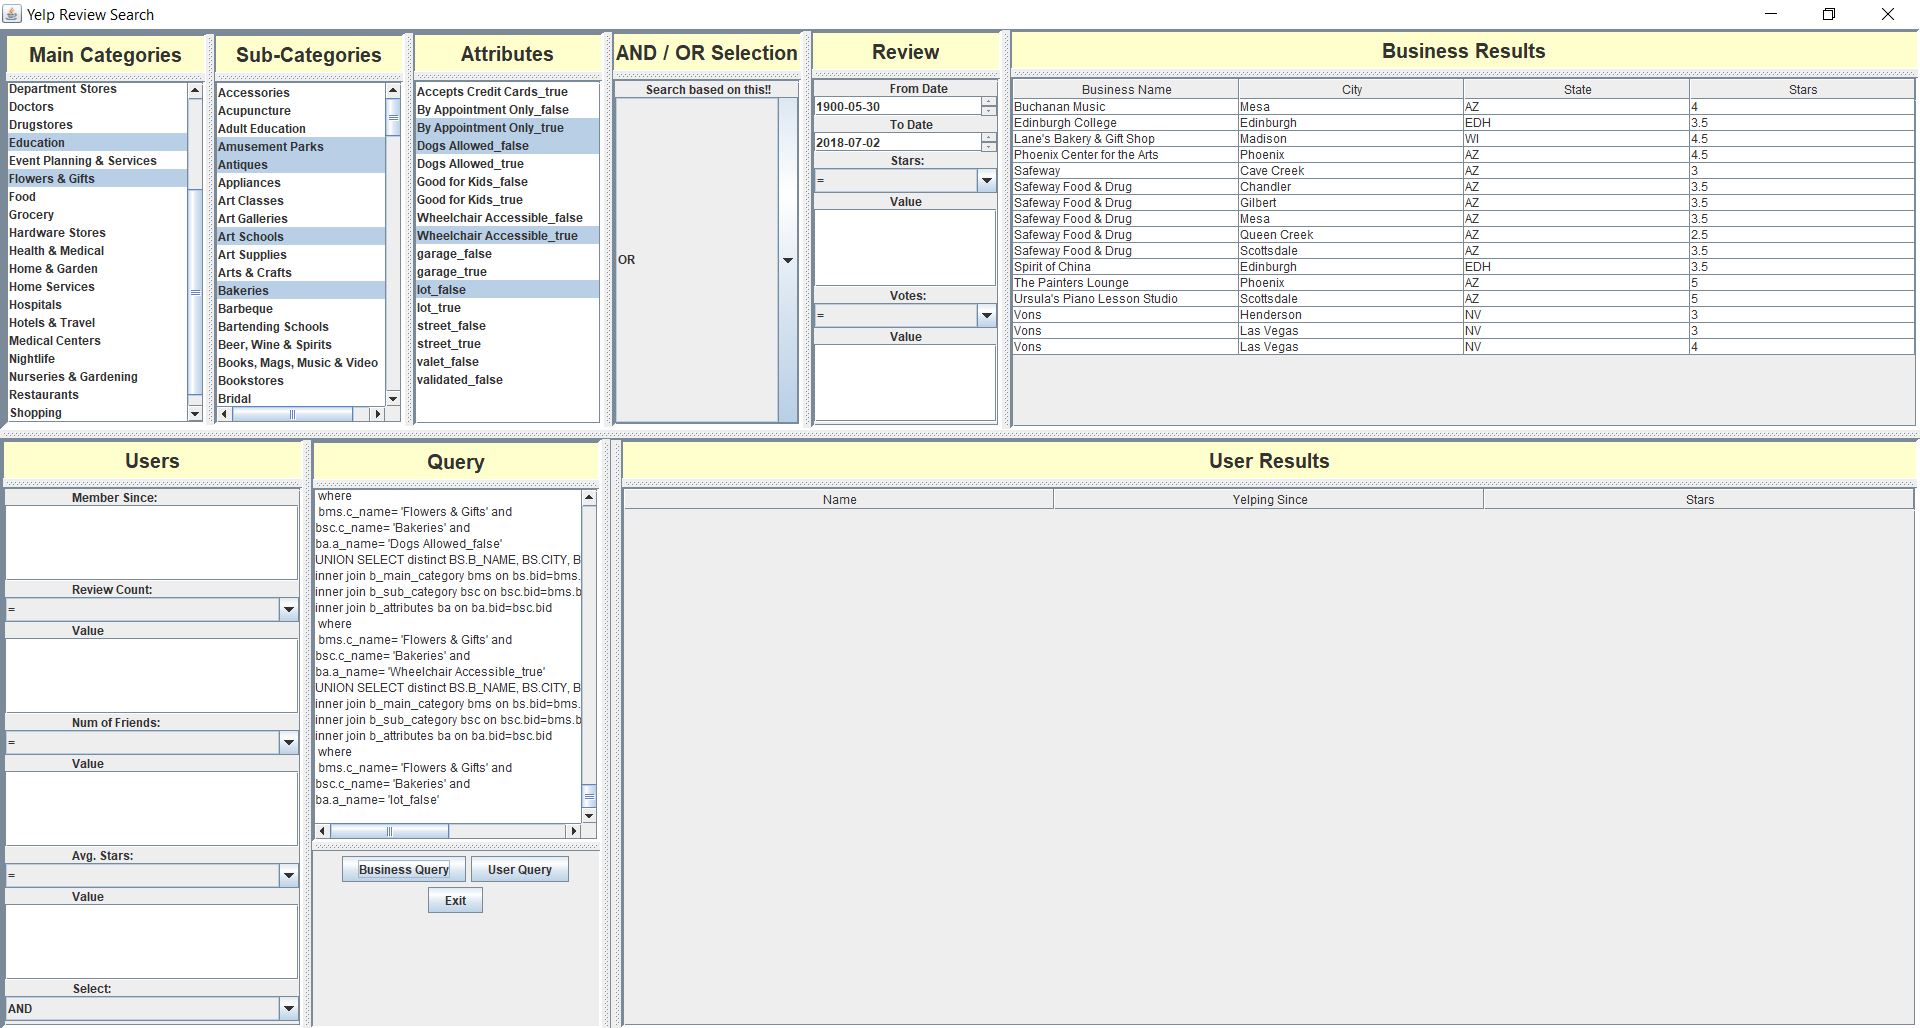 Yelp Review Search
Main Categories
Department Stores
Doctors
Drugstores
Education
Event Planning & Services
Flowers & Gifts
Food
Grocery
Hardware Stores
Health & Medical
Home & Garden
Home Services
Hospitals
Hotels & Travel
Medical Centers
Nightlife
Nurseries & Gardening
Restaurants
Shopping
Sub-Categories
Accessories
Acupuncture
Adult Education
Amusement Parks
Antiques
Appliances
Art Classes
Art Galleries
Art Schools
Art Supplies
Arts & Crafts
Bakeries
Barbeque
Bartending Schools
Beer, Wine & Spirits
Books, Mags, Music & Video
Bookstores
Bridal
Attributes
Accepts Credit Cards_true
By Appointment Only_false
By Appointment Only_true
Dogs Allowed_false
Dogs Allowed_true
Good for Kids_false
Good for Kids_true
Wheelchair Accessible_false
Wheelchair Accessible_true
garage_false
garage_true
lot_false
lot_true
street_false
street_true
valet_false
validated_false
AND / OR Selection
Search based on this!!
OR
Review
From Date
1900-05-30
To Date
2018-07-02
Stars:
=
Value
Votes:
=
Value
Business Results
Business Name City State Stars
Buchanan Music Mesa AZ 4
Edinburgh College Edinburgh EDH 3.5
Lane's Bakery & Gift Shop Madison WI 4.5
Phoenix Center for the Arts Phoenix AZ 4.5
Safeway Cave Creek AZ 3
Safeway Food & Drug Chandler AZ 3.5
Safeway Food & Drug Gilbert AZ 3.5
Safeway Food & Drug Mesa AZ 3.5
Safeway Food & Drug Queen Creek AZ 2.5
Safeway Food & Drug Scottsdale AZ 3.5
Spirit of China Edinburgh EDH 3.5
The Painters Lounge Phoenix AZ 5
Ursula's Piano Lesson Studio Scottsdale AZ 5
Vons Henderson NV 3
Vons Las Vegas NV 3
Vons Las Vegas NV 4
Users
Member Since:
Review Count:
=
Value
Num of Friends:
=
Value
Avg. Stars:
=
Value
Select:
AND
Query
where
bms.c_name= 'Flowers & Gifts' and
bsc.c_name= 'Bakeries' and
ba.a_name= 'Dogs Allowed_false'
UNION SELECT distinct BS.B_NAME, BS.CITY, B
inner join b_main_category bms on bs.bid=bms.
inner join b_sub_category bsc on bsc.bid=bms.b
inner join b_attributes ba on ba.bid=bsc.bid
where
bms.c_name= 'Flowers & Gifts' and
bsc.c_name= 'Bakeries' and
ba.a_name= 'Wheelchair Accessible_true'
UNION SELECT distinct BS.B_NAME, BS.CITY, B
inner join b_main_category bms on bs.bid=bms.
inner join b_sub_category bsc on bsc.bid=bms.b
inner join b_attributes ba on ba.bid=bsc.bid
where
bms.c_name= 'Flowers & Gifts' and
bsc.c_name= 'Bakeries' and
ba.a_name= 'lot_false'
Business Query User Query
Exit
User Results
Name Yelping Since Stars